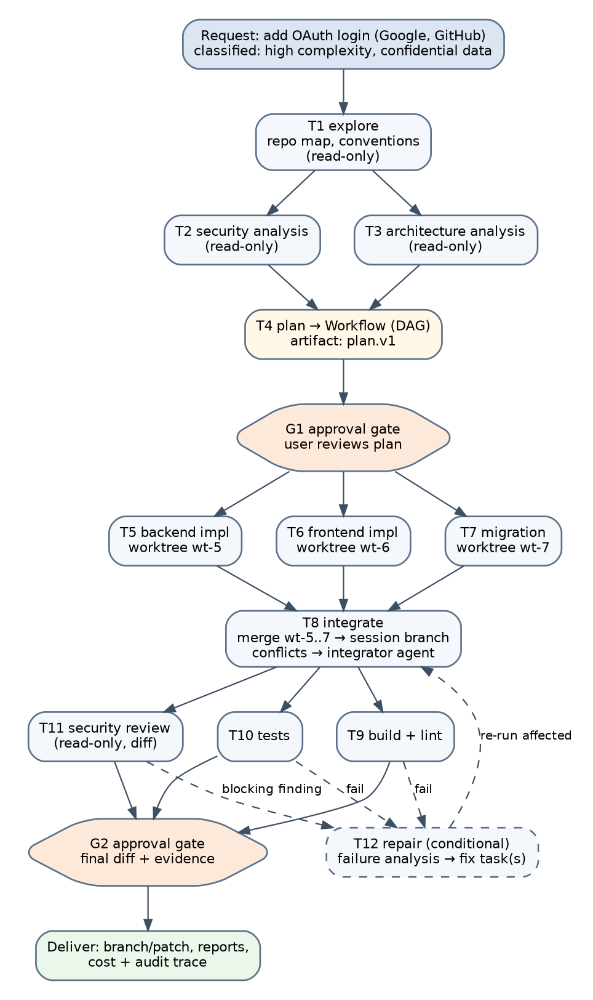 Request: add OAuth login (Google, GitHub)
classified: high complexity, confidential data
T1 explore
repo map, conventions
(read-only)
T2 security analysis
(read-only)
T3 architecture analysis
(read-only)
T4 plan → Workflow (DAG)
artifact: plan.v1
G1 approval gate
user reviews plan
T5 backend impl
worktree wt-5
T6 frontend impl
worktree wt-6
T7 migration
worktree wt-7
T8 integrate
merge wt-5..7 → session branch
conflicts → integrator agent
T11 security review
(read-only, diff)
T10 tests
T9 build + lint
re-run affected
blocking finding
fail
fail
G2 approval gate
final diff + evidence
T12 repair (conditional)
failure analysis → fix task(s)
Deliver: branch/patch, reports,
cost + audit trace